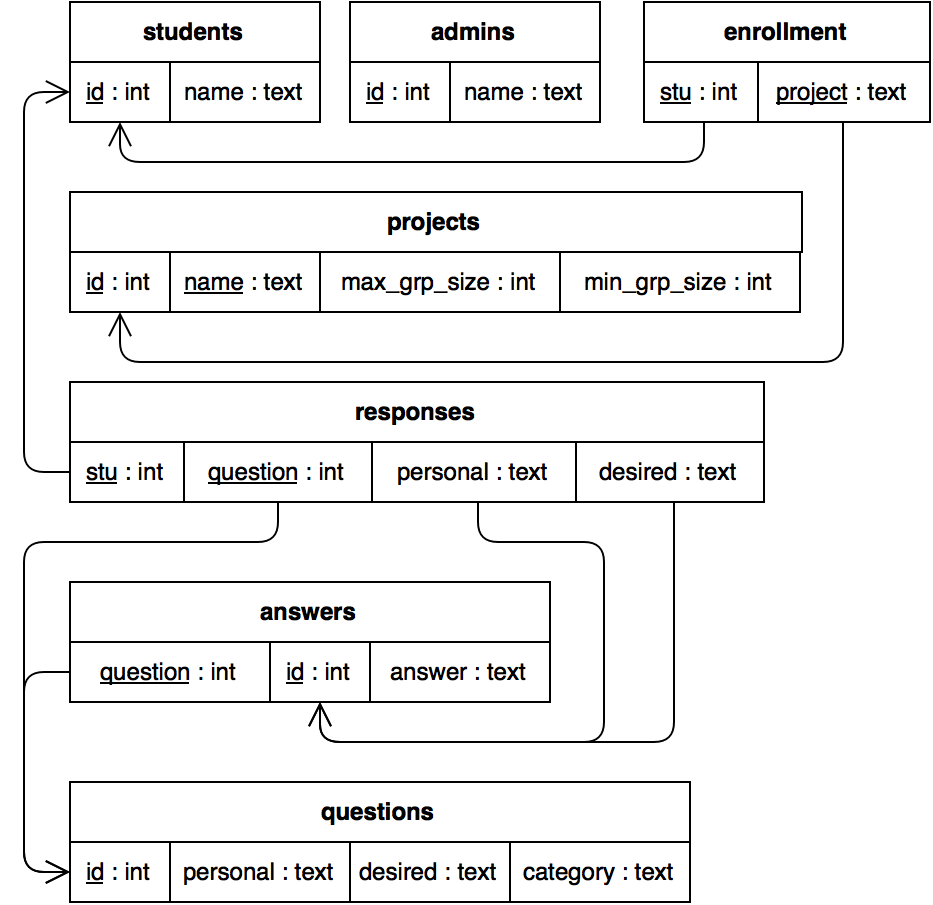 students
id : int name : text
admins
id : int name : text
enrollment
stu : int project : text
projects
id : int name : text max_grp_size : int min_grp_size : int
responses
stu : int question : int personal : text desired : text
answers
question : int id : int answer : text
questions
id : int personal : text desired : text category : text